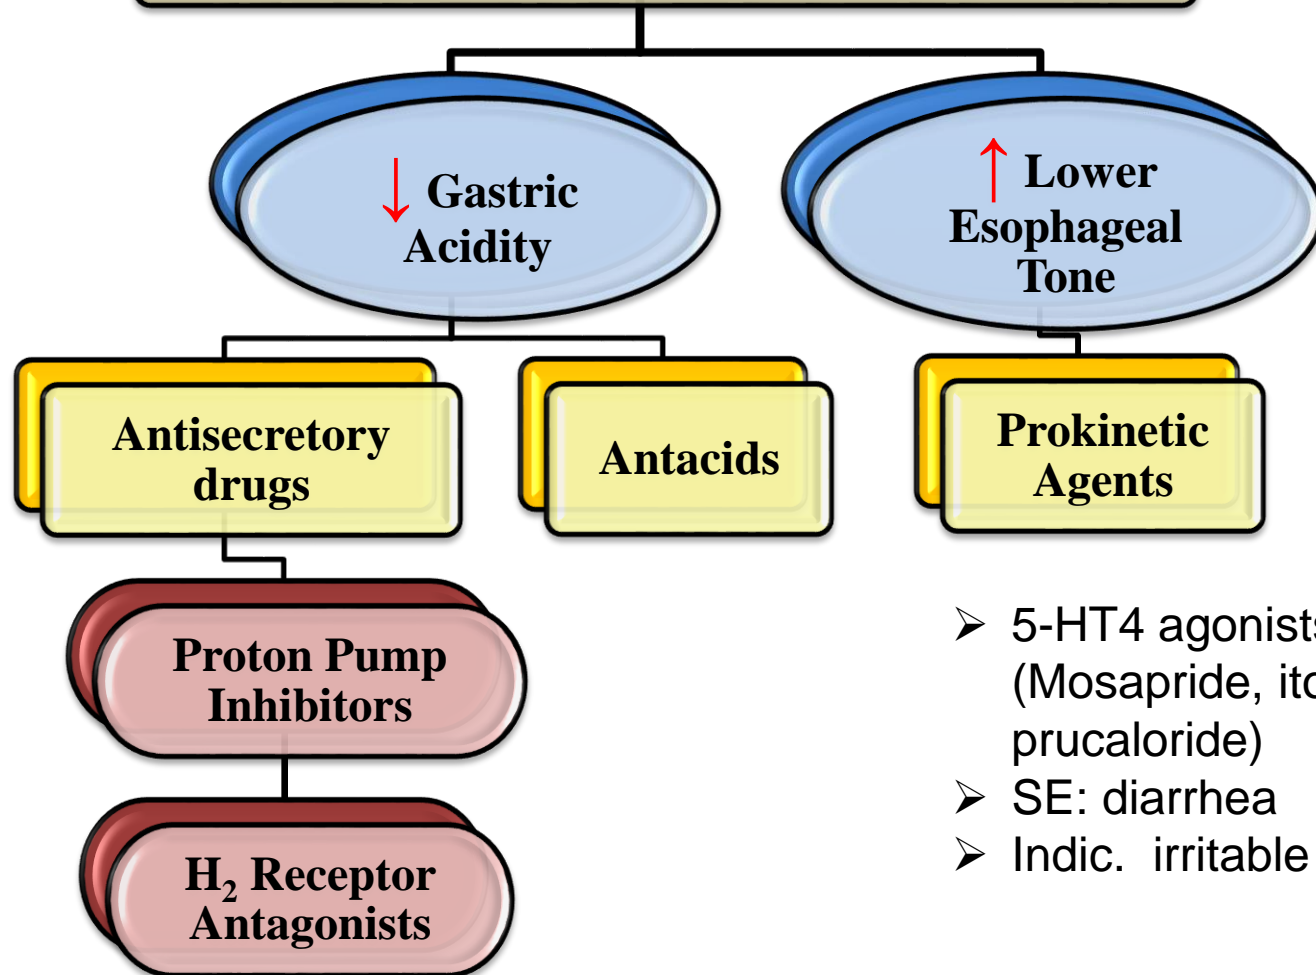 ↓ Gastric
Acidity
↑ Lower
Esophageal
Tone
Antisecretory
drugs
Antacids
Prokinetic
Agents
Proton Pump
Inhibitors
H₂ Receptor
Antagonists
➢ 5-HT4 agonists
(Mosapride,
prucaloride)
➢ SE: diarrhea
➢ Indic. irritable